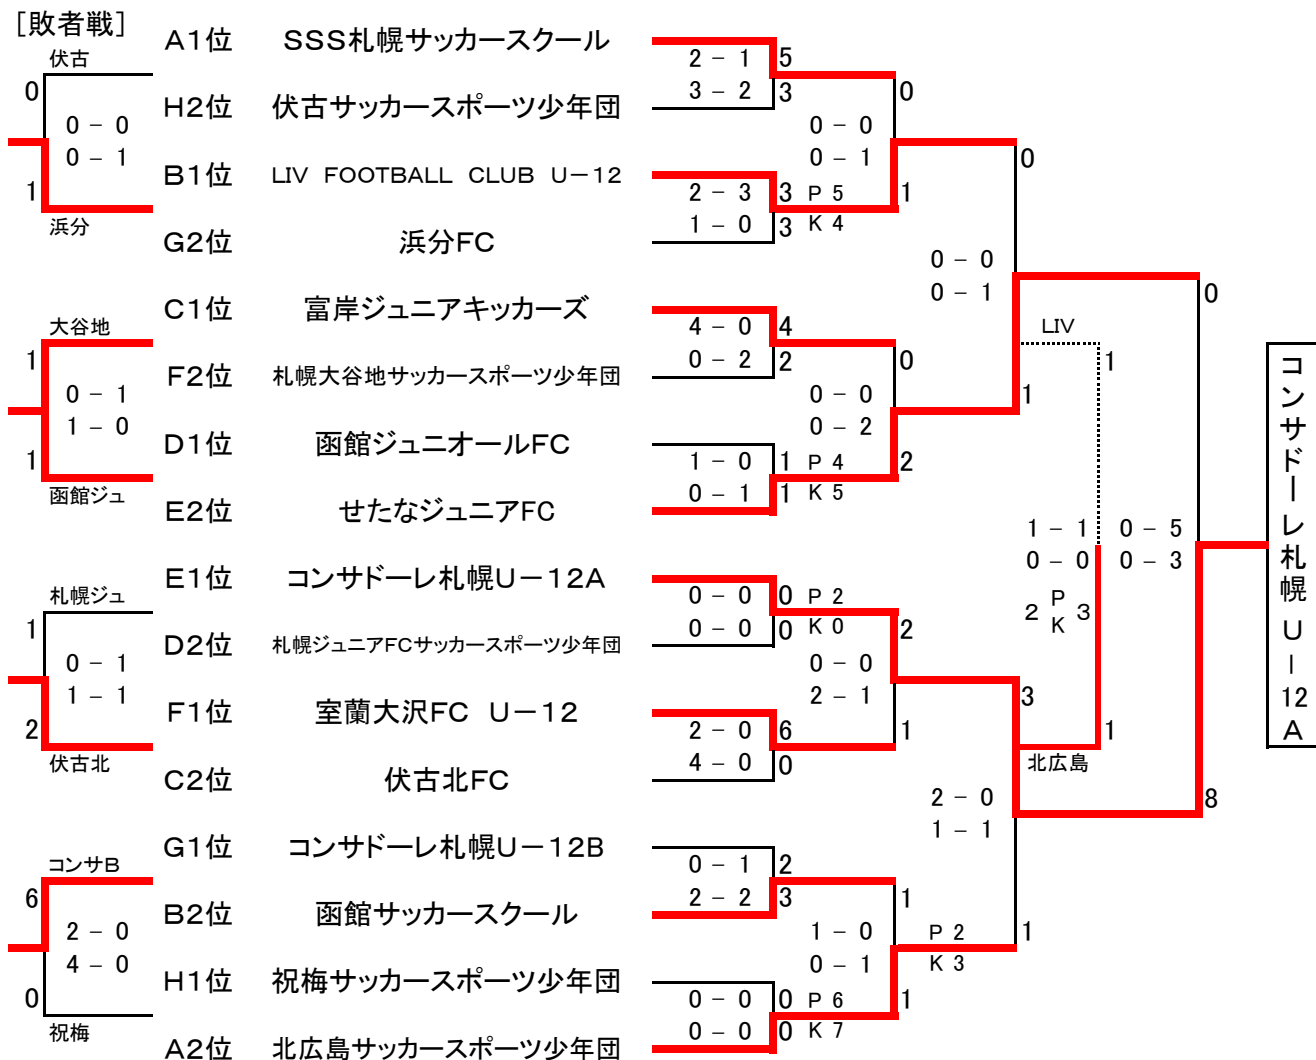 [敗者戦]
伏古
0
0－0
0－1
1
浜分
大谷地
1
0－1
1－0
1
函館ジュ
札幌ジュ
1
0－1
1－1
2
伏古北
コンサB
6
2－0
4－0
0
祝梅
A1位 SSS札幌サッカースクール
H2位 伏古サッカースポーツ少年団
B1位 LIV FOOTBALL CLUB U－12
G2位 浜分FC
C1位 富岸ジュニアキッカーズ
F2位 札幌大谷地サッカースポーツ少年団
D1位 函館ジュニオールFC
E2位 せたなジュニアFC
E1位 コンサドーレ札幌U－12A
D2位 札幌ジュニアFCサッカースポーツ少年団
F1位 室蘭大沢FC U－12
C2位 伏古北FC
G1位 コンサドーレ札幌U－12B
B2位 函館サッカースクール
H1位 祝梅サッカースポーツ少年団
A2位 北広島サッカースポーツ少年団
2－1 5
3－2 3
2－3 3 P 5
1－0 3 K 4
4－0 4
0－2 2
1－0 1 P 4
0－1 1 K 5
0－0 0 P 2
0－0 0 K 0
2－0 6
4－0 0
0－1 2
2－2 3
0－0 0 P 6
0－0 0 K 7
0
0－0
0－1
1
0
0－0
0－2
2
2
0－0
2－1
1
1
1－0
0－1
1
0
0－0
0－1
1
3
2－0
1－1
P 2 1
K 3
LIV
1
1－1
0－0
2 P 3
K
1
北広島
0
0－5
0－3
8
コンサドーレ札幌U－12A